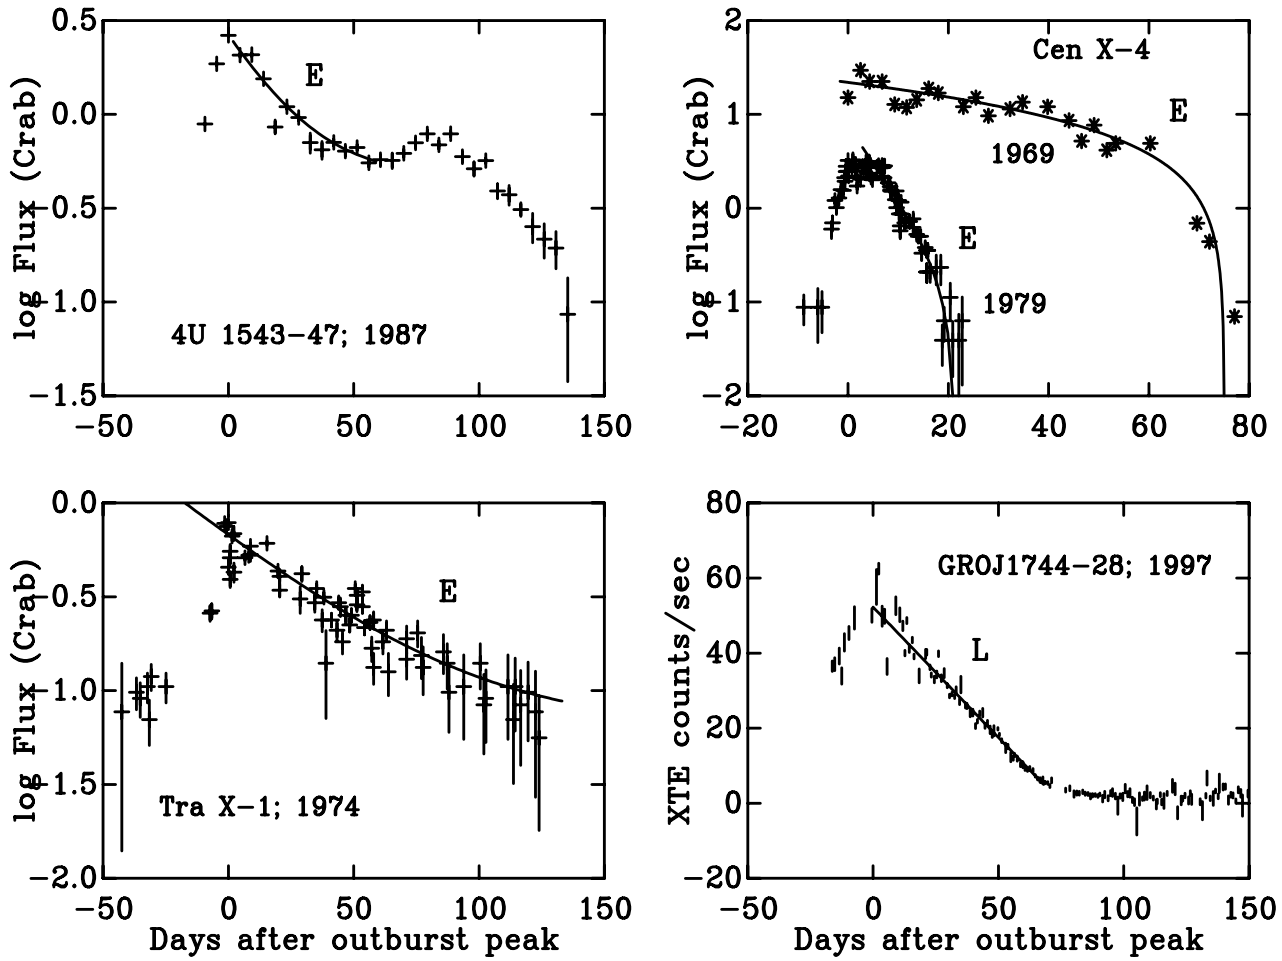 0.5
0.0
−0.5
−1.0
−1.5
−50
0
50
100
150
log Flux (Crab)
E
4U 1543−47; 1987
2
1
0
−1
−2
−20
0
20
40
60
80
log Flux (Crab)
Cen X−4
E
1969
E
1979
0.0
−0.5
−1.0
−1.5
−2.0
−50
0
50
100
150
log Flux (Crab)
E
Tra X−1; 1974
Days after outburst peak
80
60
40
20
0
−20
−50
0
50
100
150
XTE counts/sec
GROJ1744−28; 1997
L
Days after outburst peak